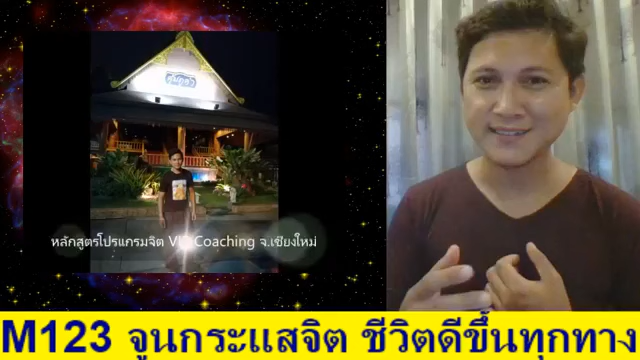 หลักสูตรโปรแกรมจิต VIP Coaching จ.เชียงใหม่
M123 จูนกระแสจิต ชีวิตดีขึ้นทุกทาง